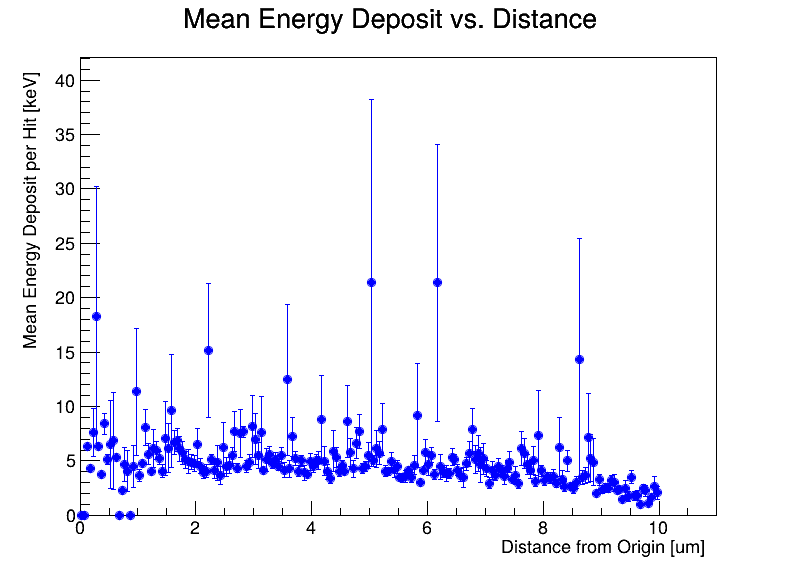 Mean Energy Deposit vs. Distance
Mean Energy Deposit per Hit [keV]
40
35
30
25
20
15
10
5
0
0 2 4 6 8 10
Distance from Origin [um]